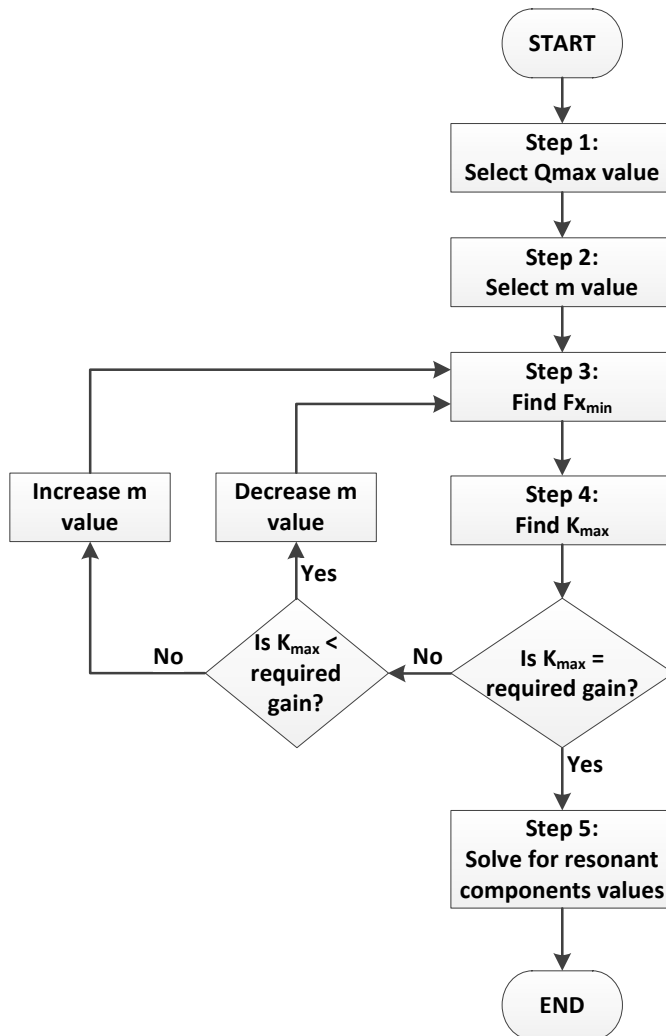 START
Step 1:
Select Qmax value
Step 2:
Select m value
Step 3:
Find Fxmin
Increase m
value
Decrease m
value
Step 4:
Find Kmax
Yes
Is Kmax <
required
gain?
No
No
Is Kmax =
required gain?
Yes
Step 5:
Solve for resonant
components values
END